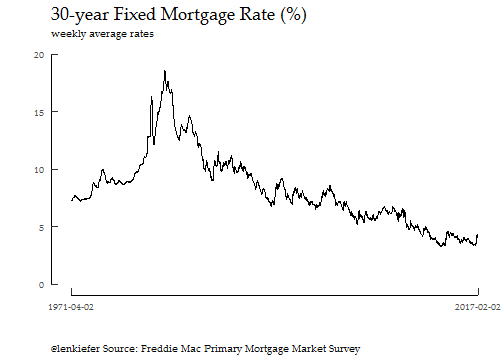 30-year Fixed Mortgage Rate (%)
weekly average rates
20
15
10
5
0
1971-04-02
2017-02-02
@lenkiefer Source: Freddie Mac Primary Mortgage Market Survey